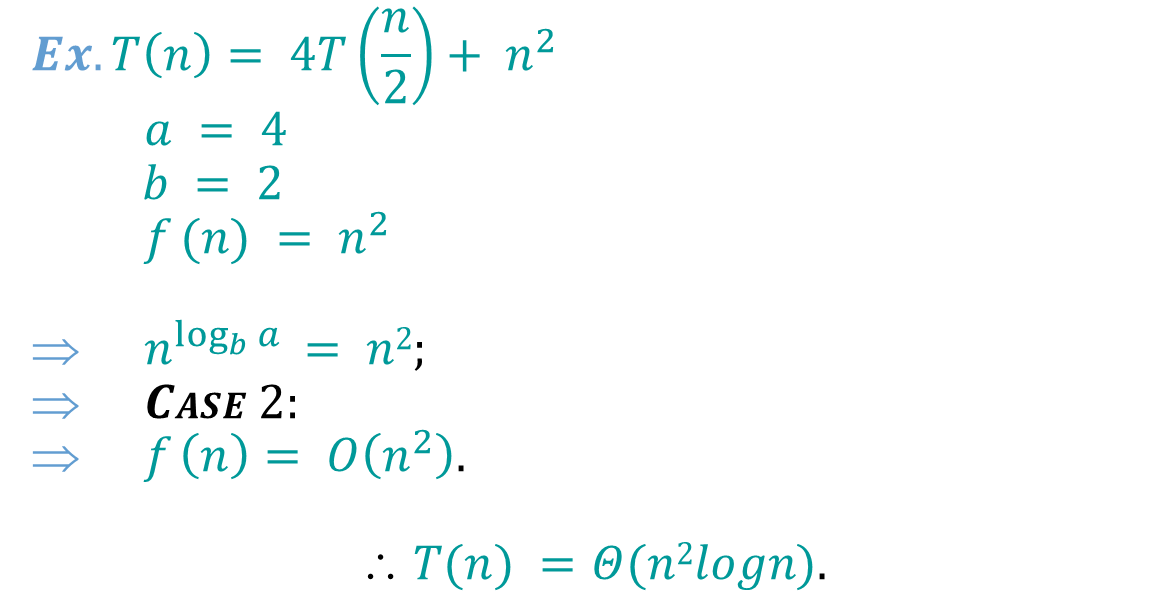 Ex. T(n) = 4T(n/2) + n²
a = 4
b = 2
f (n) = n²
⇒ n^(log_b a) = n²;
⇒ CASE 2:
⇒ f (n) = O(n²).
∴ T(n) = Θ(n²logn).